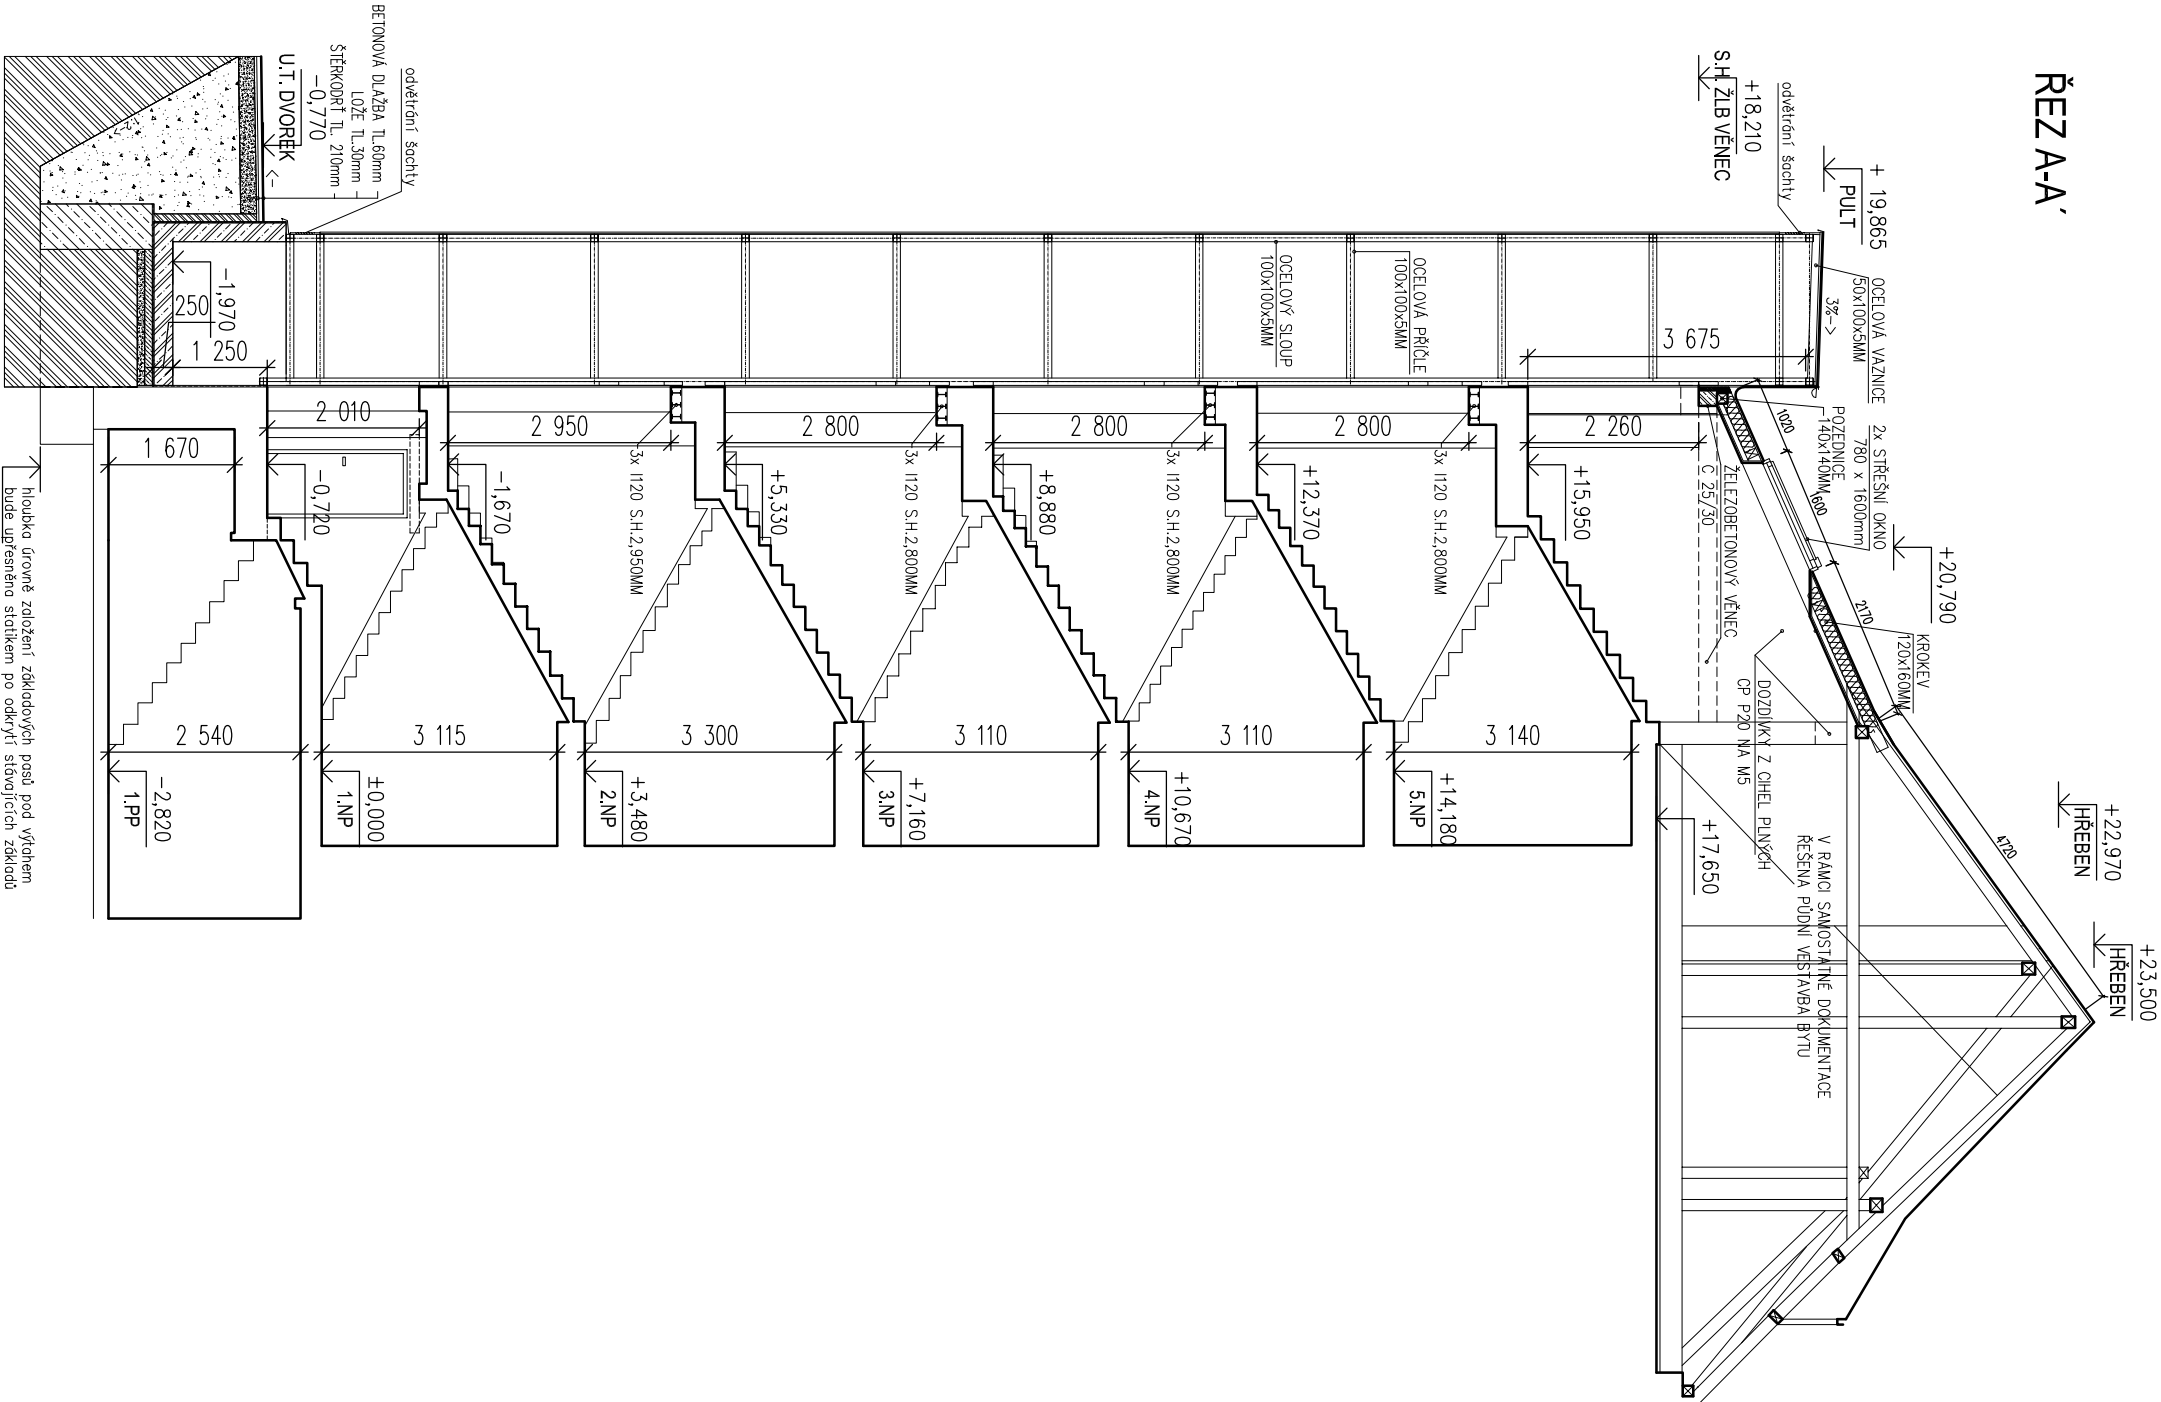 ŘEZ A-A´
+23,500
HŘEBEN
+22,970
HŘEBEN
+20,790
+ 19,865
PULT
+18,210
S.H. ŽLB VĚNEC
odvětrání šachty
OCELOVÁ VAZNICE
50x100x5MM
3%->
2x STŘEŠNÍ OKNO
780 x 1600mm
POZEDNICE
140x140MM
KROKEV
120x160MM
1020
1600
2170
4720
ŽELEZOBETONOVÝ VĚNEC
C 25/30
DOZDÍVKY Z CIHEL PLNÝCH
CP P20 NA M5
V RÁMCI SAMOSTATNÉ DOKUMENTACE
ŘEŠENA PŮDNÍ VESTAVBA BYTU
3 675
2 260
+17,650
+15,950
OCELOVÁ PŘÍČLE
100x100x5MM
OCELOVÝ SLOUP
100x100x5MM
3x I120 S.H.2,800MM
2 800
3 140
+14,180
5.NP
+12,370
3x I120 S.H.2,800MM
2 800
3 110
+10,670
4.NP
+8,880
3x I120 S.H.2,800MM
2 800
3 110
+7,160
3.NP
+5,330
3x I120 S.H.2,950MM
2 950
3 300
+3,480
2.NP
-1,670
2 010
3 115
±0,000
1.NP
-0,720
odvětrání šachty
BETONOVÁ DLAŽBA TL.60mm
LOŽE TL.30mm
ŠTĚRKODRŤ TL. 210mm
-0,770
U.T. DVOREK
<-
1:2->
-1,970
250
1 250
1 670
2 540
-2,820
1.PP
hloubka úrovně založení základových pasů pod výtahem
bude upřesněna statikem po odkrytí stávajících základů